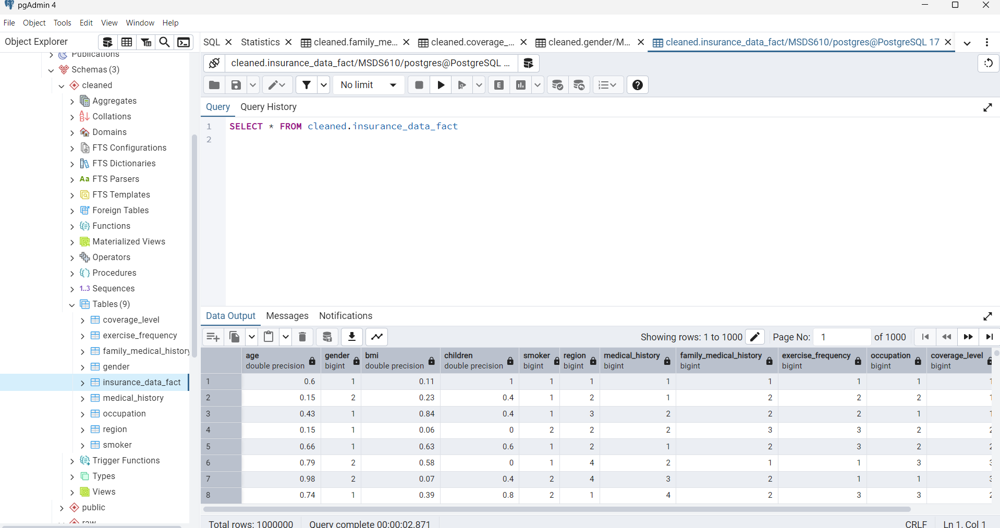 pgAdmin 4
File Object Tools Edit View Window Help
Object Explorer
SQL Statistics cleaned.family_me... cleaned.coverage_... cleaned.gender/M... cleaned.insurance_data_fact/MSDS610/postgres@PostgreSQL 17
Publications
Schemas (3)
cleaned
Aggregates
Collations
Domains
FTS Configurations
FTS Dictionaries
Aa FTS Parsers
FTS Templates
Foreign Tables
Functions
Materialized Views
Operators
Procedures
1..3 Sequences
Tables (9)
coverage_level
exercise_frequency
family_medical_history
gender
insurance_data_fact
medical_history
occupation
region
smoker
Trigger Functions
Types
Views
public
raw
cleaned.insurance_data_fact/MSDS610/postgres@PostgreSQL ...
No limit
E
Query Query History
1 SELECT * FROM cleaned.insurance_data_fact
2
Data Output Messages Notifications
Showing rows: 1 to 1000 Page No: 1 of 1000
age gender bmi children smoker region medical_history family_medical_history exercise_frequency occupation coverage_level
double precision bigint double precision double precision bigint bigint bigint bigint bigint bigint bigint
1 0.6 1 0.11 1 1 1 1 1 1 1 1
2 0.15 2 0.23 0.4 1 2 1 2 2 2 1
3 0.43 1 0.84 0.4 1 3 2 2 2 1 1
4 0.15 1 0.06 0 2 2 2 3 3 2 2
5 0.66 1 0.63 0.6 1 2 1 2 3 2 2
6 0.79 2 0.58 0 1 4 2 1 1 3 3
7 0.98 2 0.07 0.4 2 4 3 2 1 1 3
8 0.74 1 0.39 0.8 2 1 4 2 3 3 2
Total rows: 1000000 Query complete 00:00:02.871 CRLF Ln 1, Col 1